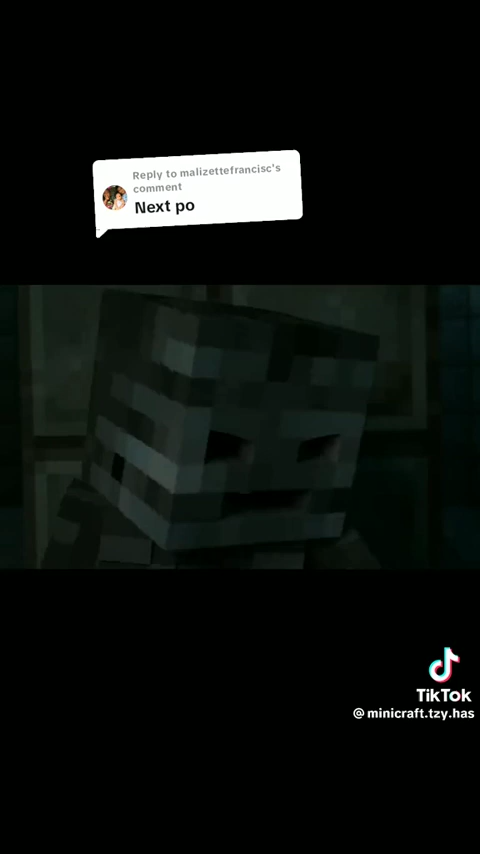 Reply to malizettefrancisc's
comment
Next po
TikTok
@minicraft.tzy.has